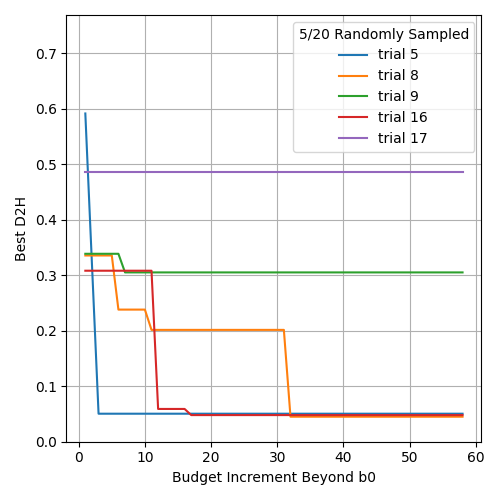 5/20 Randomly Sampled
trial 5
trial 8
trial 9
trial 16
trial 17
Best D2H
0.7
0.6
0.5
0.4
0.3
0.2
0.1
0.0
0 10 20 30 40 50 60
Budget Increment Beyond b0